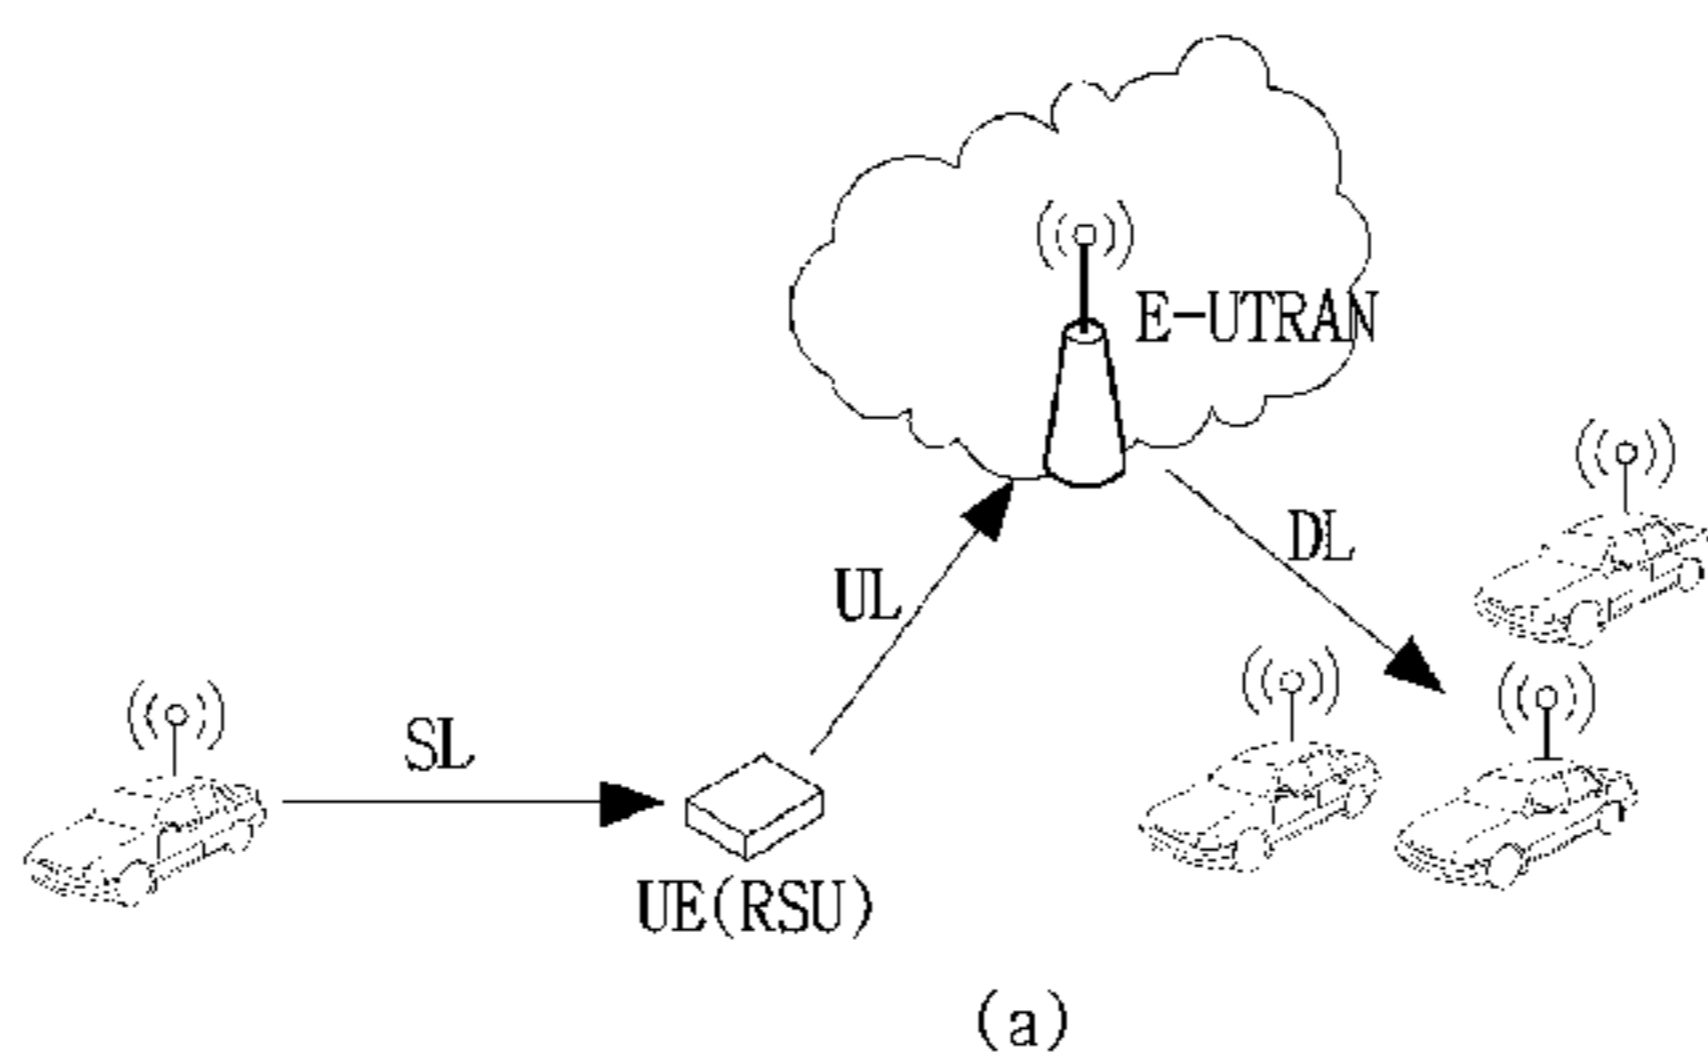 E-UTRAN
DL
UL
SL
UE(RSU)
(a)